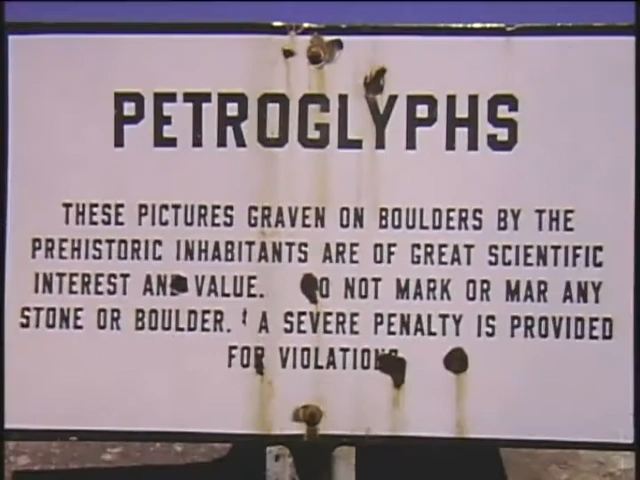 PETROGLYPHS
THESE PICTURES GRAVEN ON BOULDERS BY THE
PREHISTORIC INHABITANTS ARE OF GREAT SCIENTIFIC
INTEREST AND VALUE. DO NOT MARK OR MAR ANY
STONE OR BOULDER. A SEVERE PENALTY IS PROVIDED
FOR VIOLATION